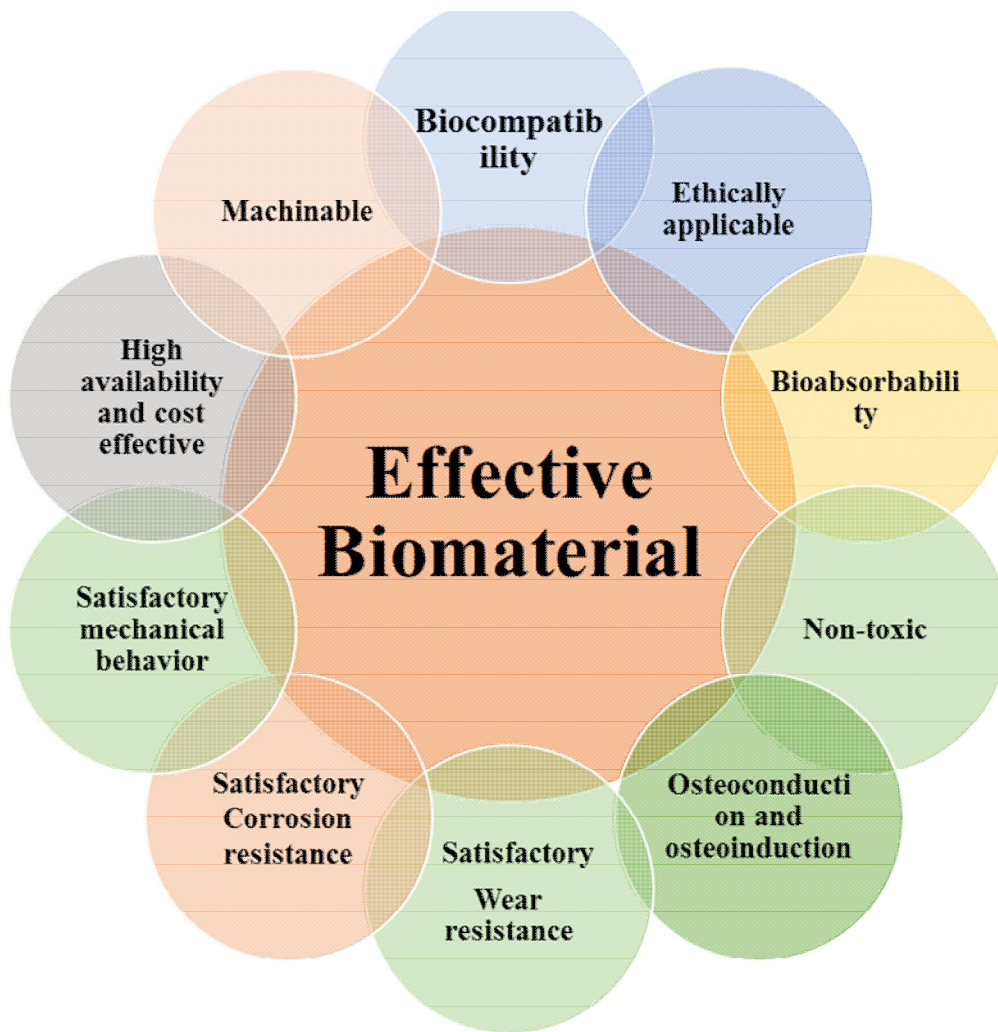 Biocompatib
ility
Ethically
applicable
Bioabsorbabili
ty
Non-toxic
Osteoconducti
on and
osteoinduction
Satisfactory
Wear
resistance
Satisfactory
Corrosion
resistance
Satisfactory
mechanical
behavior
High
availability
and cost
effective
Machinable
Effective
Biomaterial